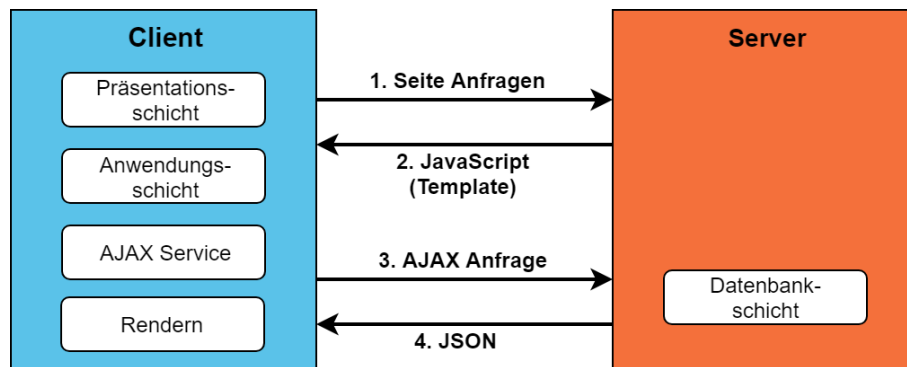 Client
Präsentations-
schicht
Anwendungs-
schicht
AJAX Service
Rendern
1. Seite Anfragen
2. JavaScript
(Template)
3. AJAX Anfrage
4. JSON
Server
Datenbank-
schicht